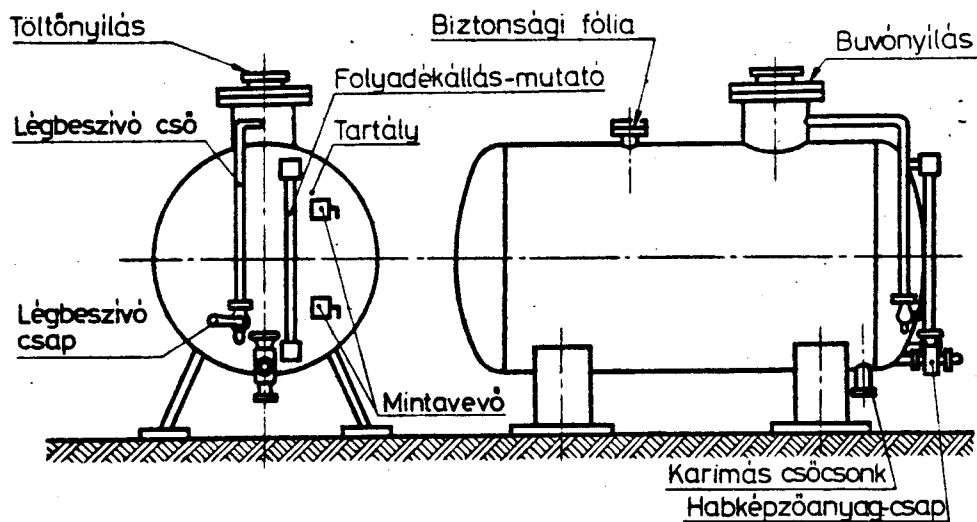 Töltőnyilás
Biztonsági fólia
Buvónyilás
Folyadékállás-mutató
Légbeszivó cső
Tartály
Légbeszivó
csap
Mintavevő
Karimás csőcsonk
Habképzőanyag-csap